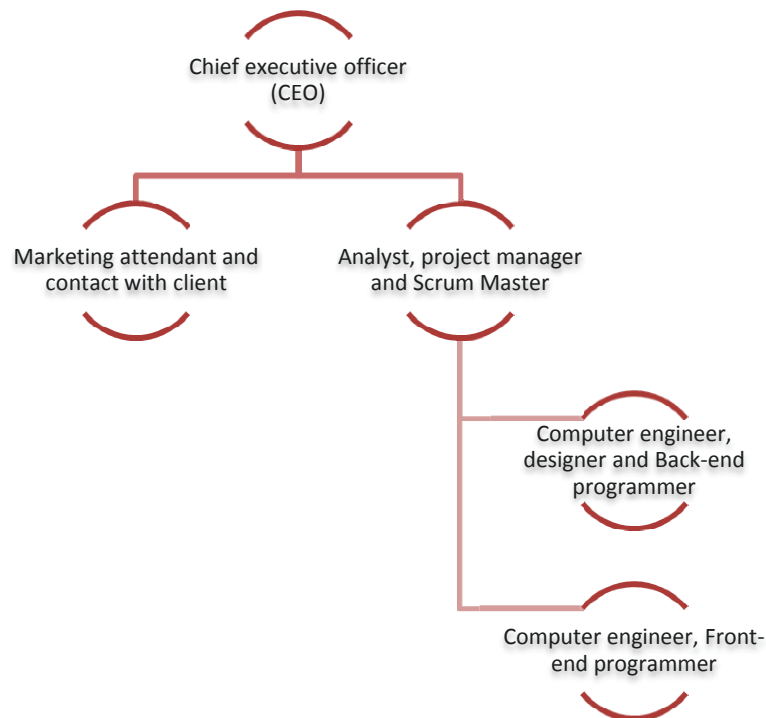 Chief executive officer
(CEO)
Marketing attendant and
contact with client
Analyst, project manager
and Scrum Master
Computer engineer,
designer and Back-end
programmer
Computer engineer, Front-
end programmer